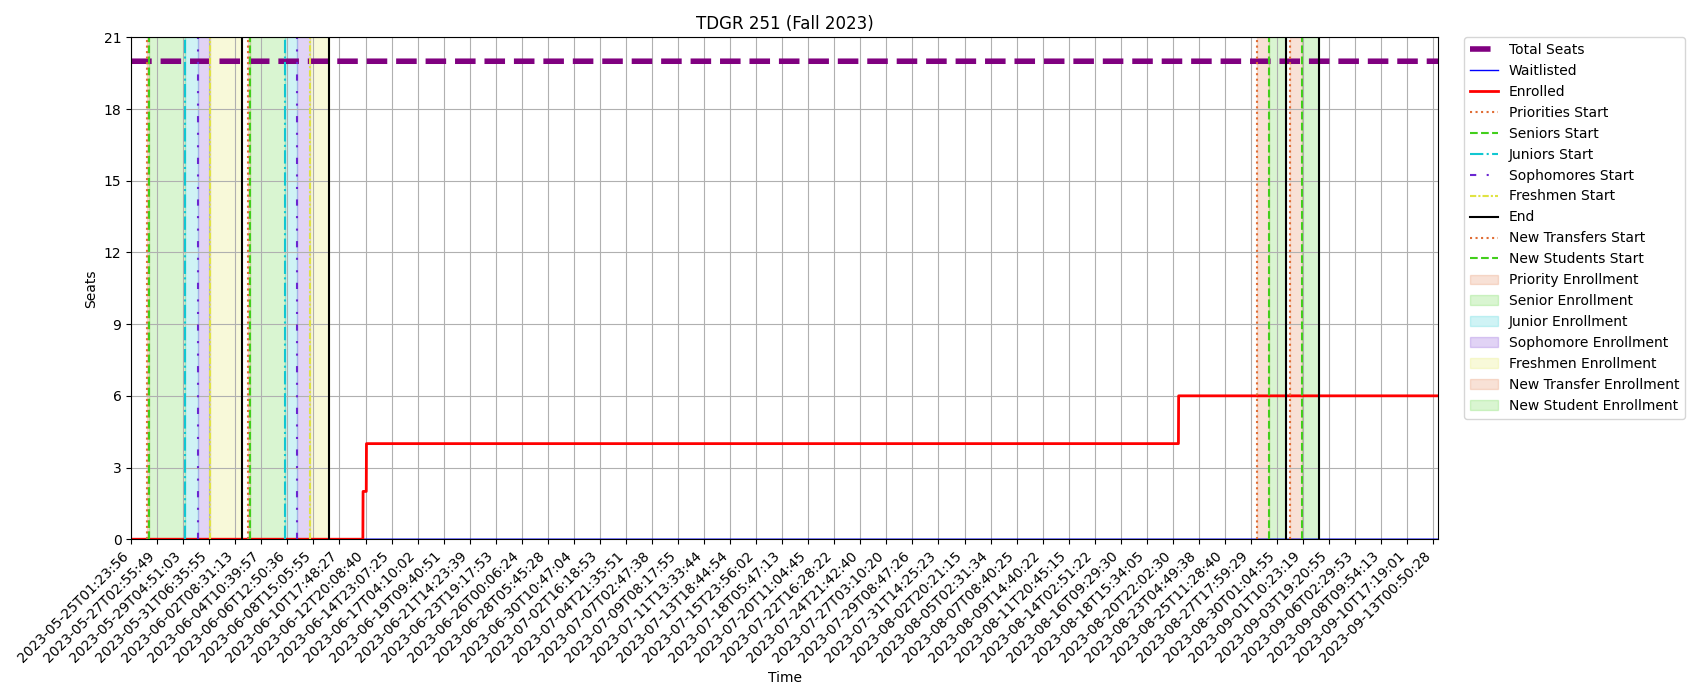 TDGR 251 (Fall 2023)
21
18
15
12
9
6
3
0
Seats
2023-05-25T01:23:56
2023-05-27T02:55:49
2023-05-29T04:51:03
2023-05-31T06:35:55
2023-06-02T08:31:13
2023-06-04T10:39:57
2023-06-06T12:50:36
2023-06-08T15:05:55
2023-06-10T17:48:27
2023-06-12T20:08:40
2023-06-14T23:07:25
2023-06-17T04:10:02
2023-06-19T09:40:51
2023-06-21T14:23:39
2023-06-23T19:17:53
2023-06-26T00:06:24
2023-06-28T05:45:28
2023-06-30T10:47:04
2023-07-02T16:18:53
2023-07-04T21:35:51
2023-07-07T02:47:38
2023-07-09T08:17:55
2023-07-11T13:33:44
2023-07-13T18:44:54
2023-07-15T23:56:02
2023-07-18T05:47:13
2023-07-20T11:04:45
2023-07-22T16:28:22
2023-07-24T21:42:40
2023-07-27T03:10:20
2023-07-29T08:47:26
2023-07-31T14:25:23
2023-08-02T20:21:15
2023-08-05T02:31:34
2023-08-07T08:40:25
2023-08-09T14:40:22
2023-08-11T20:45:15
2023-08-14T02:51:22
2023-08-16T09:29:30
2023-08-18T15:34:05
2023-08-20T22:02:30
2023-08-23T04:49:38
2023-08-25T11:28:40
2023-08-27T17:59:29
2023-08-30T01:04:55
2023-09-01T10:23:19
2023-09-03T19:20:55
2023-09-06T02:29:53
2023-09-08T09:54:13
2023-09-10T17:19:01
2023-09-13T00:50:28
Time
Total Seats
Waitlisted
Enrolled
Priorities Start
Seniors Start
Juniors Start
Sophomores Start
Freshmen Start
End
New Transfers Start
New Students Start
Priority Enrollment
Senior Enrollment
Junior Enrollment
Sophomore Enrollment
Freshmen Enrollment
New Transfer Enrollment
New Student Enrollment